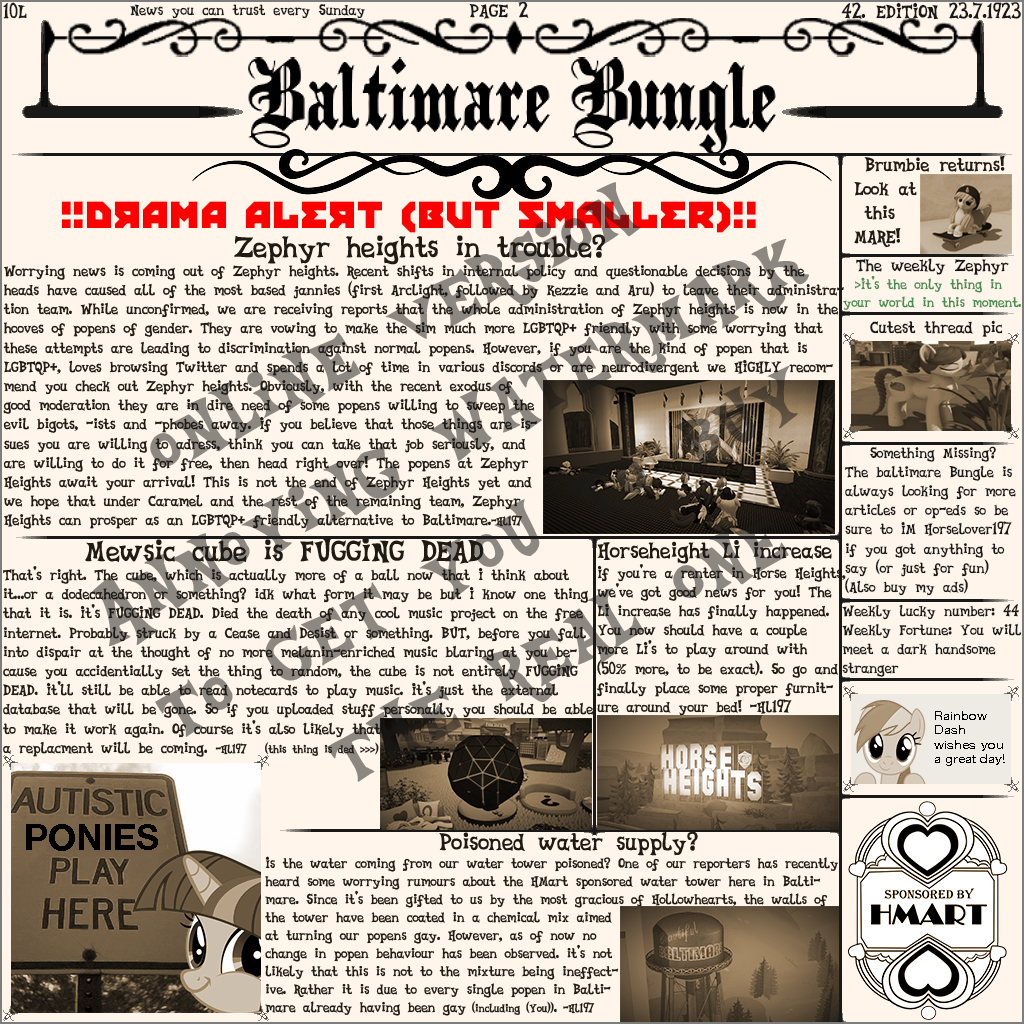 10L
News you can trust every Sunday
PAGE 2
42. EDITION 23.7.1923
Baltimare Bungle
!!DRAMA ALERT (BUT SMALLER)!!
Zephyr heights in trouble?
Worrying news is coming out of Zephyr heights. Recent shifts in internal policy and questionable decisions by the
heads have caused all of the most based jannies (first Arclight, followed by Kezzie and Aru) to leave their administra-
tion team. While unconfirmed, we are receiving reports that the whole administration of Zephyr heights is now in the
hooves of popens of gender. They are vowing to make the sim much more LGBTQP+ friendly with some worrying that
these attempts are leading to discrimination against normal popens. However, if you are the kind of popen that is
LGBTQP+, loves browsing Twitter and spends a lot of time in various discords or are neurodivergent we HIGHLY recom-
mend you check out Zephyr heights. Obviously, with the recent exodus of
good moderation they are in dire need of some popens willing to sweep the
evil bigots, -ists and -phobes away. If you believe that those things are is-
sues you are willing to adress, think you can take that job seriously, and
are willing to do it for free, then head right over! The popens at Zephyr
Heights await your arrival! This is not the end of Zephyr Heights yet and
we hope that under Caramel and the rest of the remaining team, Zephyr
Heights can prosper as an LGBTQP+ friendly alternative to Baltimare.-HL197
Mewsic cube is FUGGING DEAD
That's right. The cube, which is actually more of a ball now that i think about
it...or a dodecahedron or something? idk what form it may be but i know one thing
that it is. it's FUGGING DEAD. Died the death of any cool music project on the free
internet. Probably struck by a Cease and Desist or something. BUT, before you fall
into dispair at the thought of no more melanin-enriched music blaring at you be-
cause you accidentally set the thing to random, the cube is not entirely FUGGING
DEAD. it'll still be able to read notecards to play music. it's just the external
database that will be gone. So if you uploaded stuff personally you should be able
to make it work again. Of course it's also likely that
a replacment will be coming. -HL197
(this thing is ded >>>)
Horseheight Li increase
if you're a renter in Horse Heights,
we've got good news for you! The
Li increase has finally happened.
You now should have a couple
more Li's to play around with
(50% more, to be exact). So go and
finally place some proper furnit-
ure around your bed! -HL197
HORSE
HEIGHTS
AUTISTIC
PONIES
PLAY
HERE
Poisoned water supply?
is the water coming from our water tower poisoned? One of our reporters has recently
heard some worrying rumours about the HMart sponsored water tower here in Balti-
mare. Since it's been gifted to us by the most gracious of Hollowhearts, the walls of
the tower have been coated in a chemical mix aimed
at turning our popens gay. However, as of now no
change in popen behaviour has been observed. it's not
likely that this is not to the mixture being ineffect-
ive. Rather it is due to every single popen in Balti-
mare already having been gay (including (You)). -HL197
beautiful
BALTIMARE
Brumbie returns!
Look at
this
MARE!
The weekly Zephyr
>it's the only thing in
your world in this moment.
Cutest thread pic
Something Missing?
The baltimare Bungle is
always looking for more
articles or op-eds so be
sure to IM Horselover197
if you got anything to
say (or just for fun)
(Also buy my ads)
Weekly lucky number: 44
Weekly Fortune: You will
meet a dark handsome
stranger
Rainbow
Dash
wishes you
a great day!
SPONSORED BY
HMART
ONLINE VERSION
ANNOYING WATERMARK
TO GET YOU BUY
THE REAL ONE